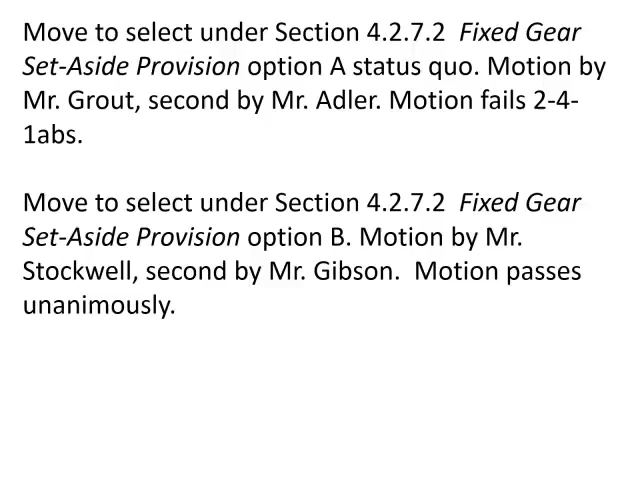 Move to select under Section 4.2.7.2  Fixed Gear
Set-Aside Provision option A status quo. Motion by
Mr. Grout, second by Mr. Adler. Motion fails 2-4-
1abs.
Move to select under Section 4.2.7.2  Fixed Gear
Set-Aside Provision option B. Motion by Mr.
Stockwell, second by Mr. Gibson.  Motion passes
unanimously.